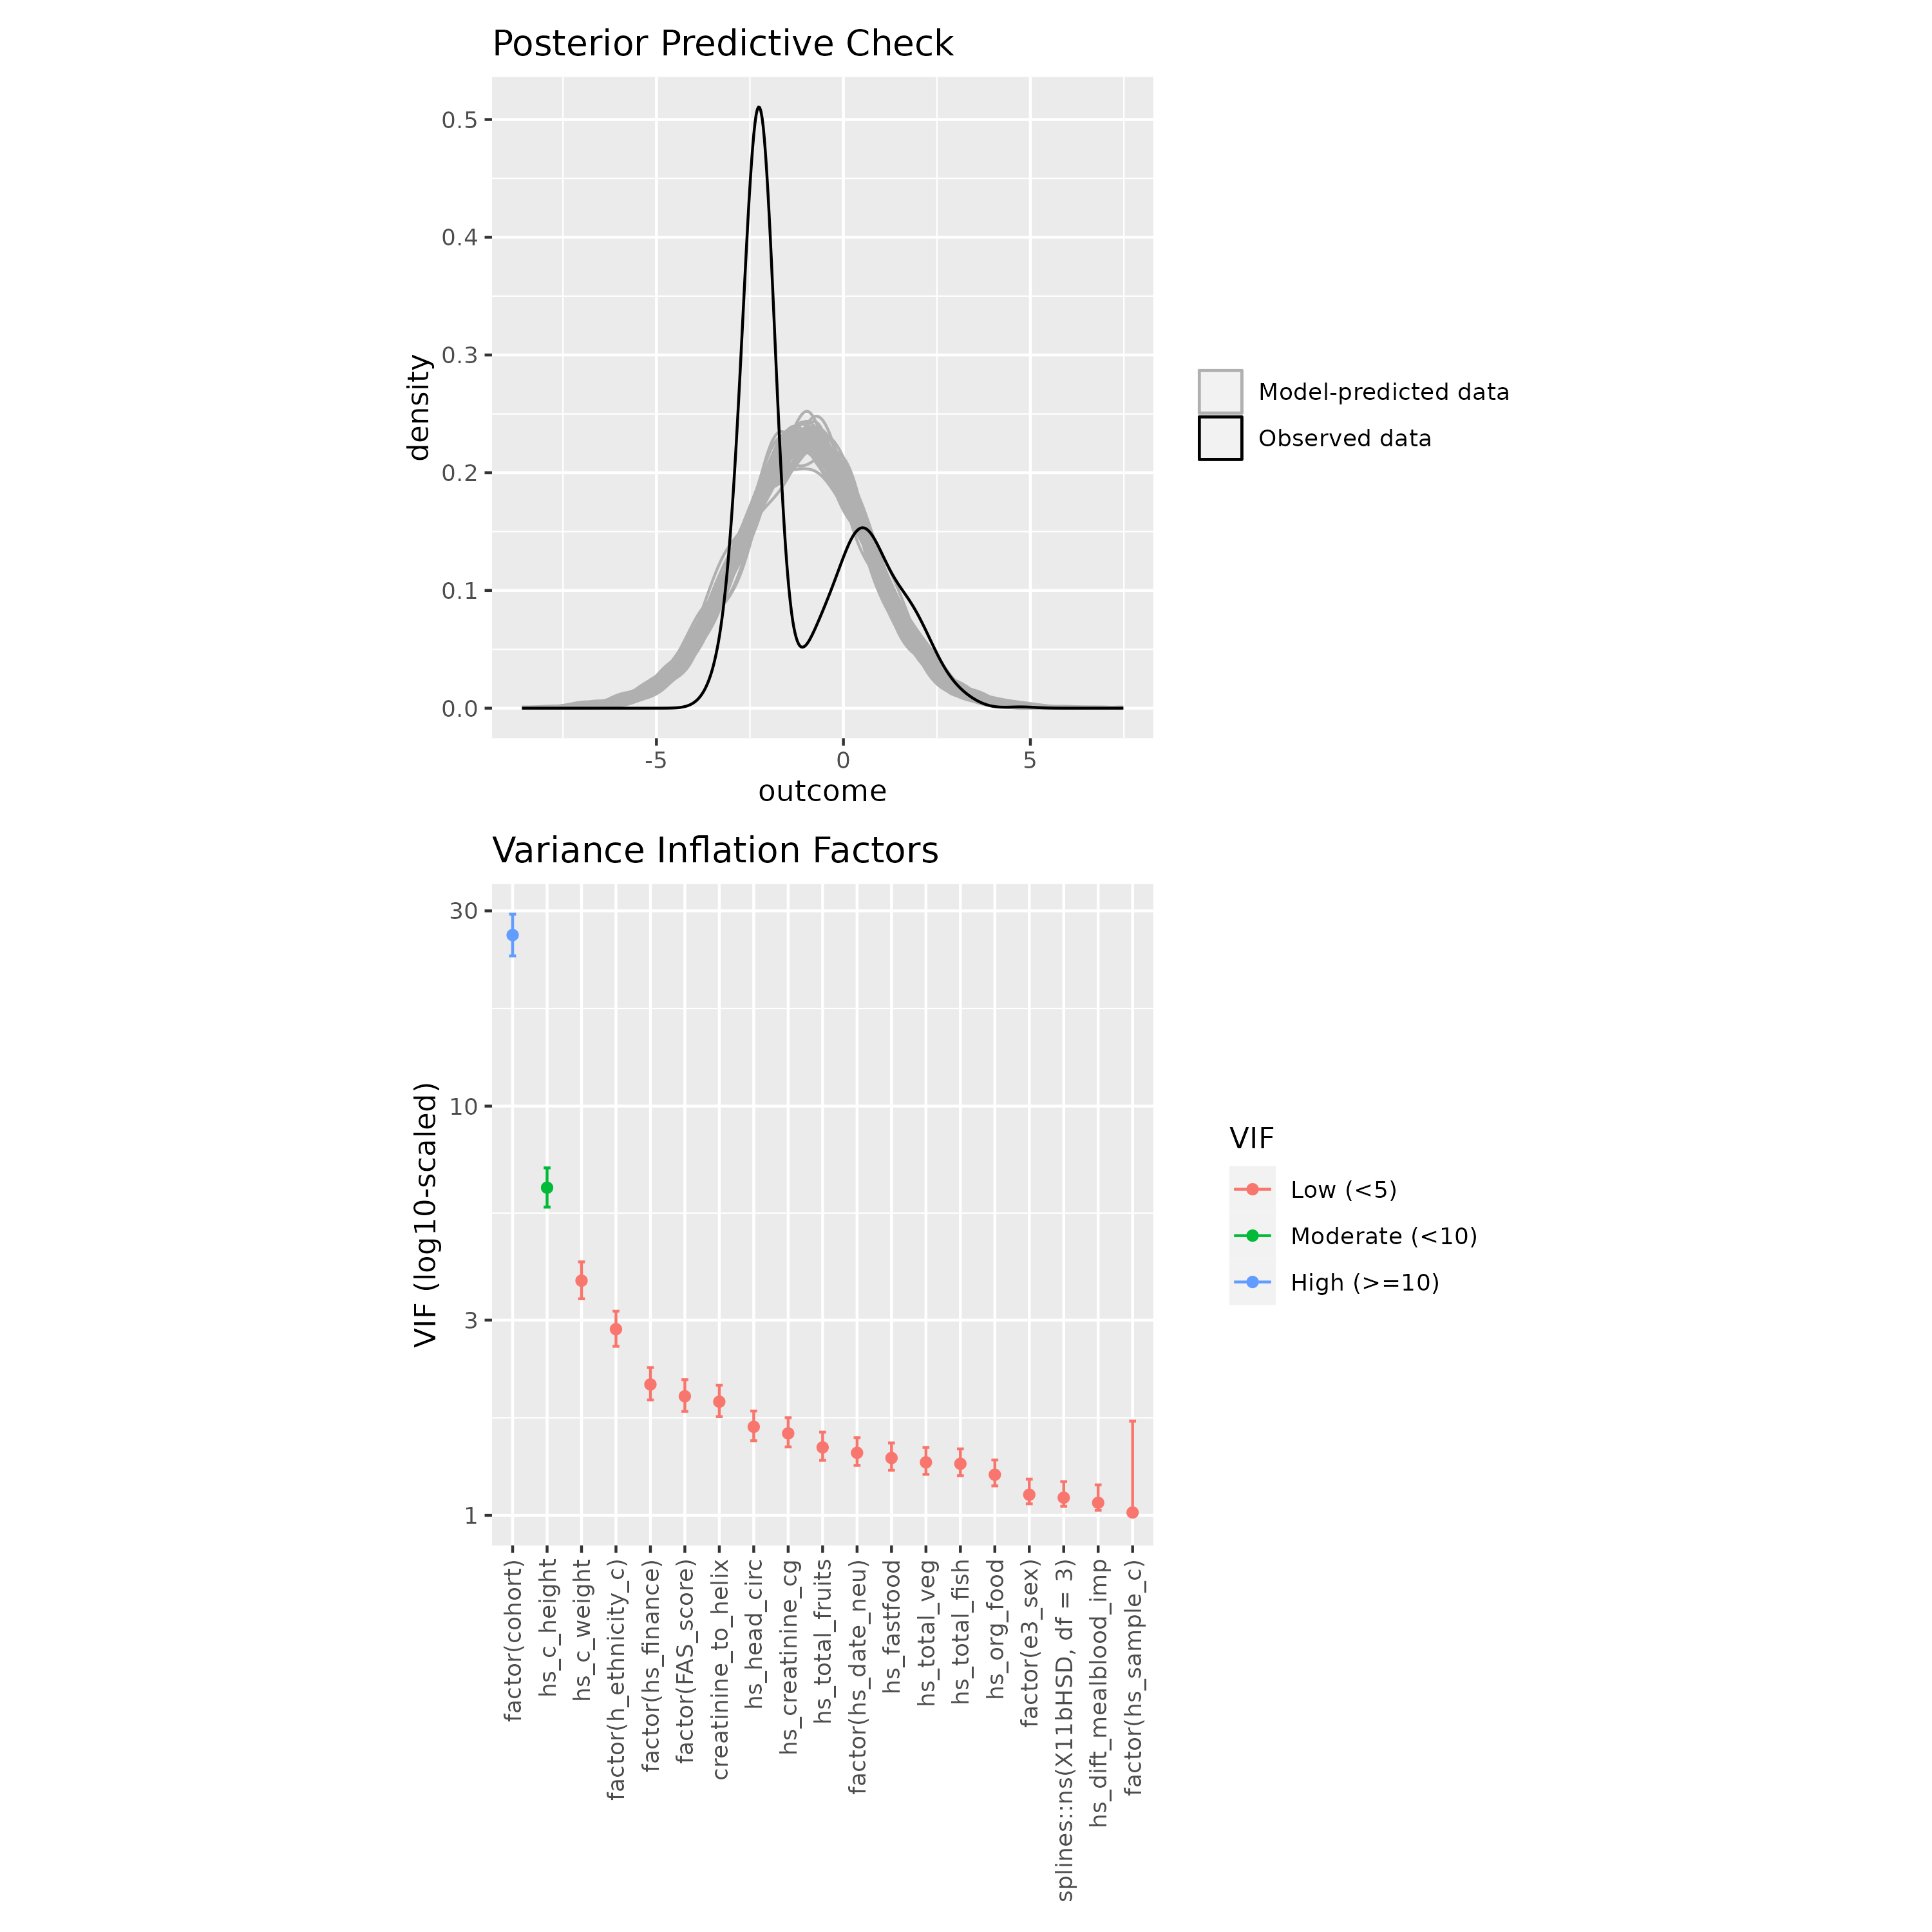 Posterior Predictive Check
0.5
0.4
0.3
0.2
0.1
0.0
density
-5 0 5
outcome
Model-predicted data
Observed data
Variance Inflation Factors
30
10
3
1
VIF (log10-scaled)
factor(cohort)
hs_c_height
hs_c_weight
factor(h_ethnicity_c)
factor(hs_finance)
factor(FAS_score)
creatinine_to_helix
hs_head_circ
hs_creatinine_cg
hs_total_fruits
factor(hs_date_neu)
hs_fastfood
hs_total_veg
hs_total_fish
hs_org_food
factor(e3_sex)
splines::ns(X11bHSD, df = 3)
hs_dift_mealblood_imp
factor(hs_sample_c)
VIF
Low (<5)
Moderate (<10)
High (>=10)